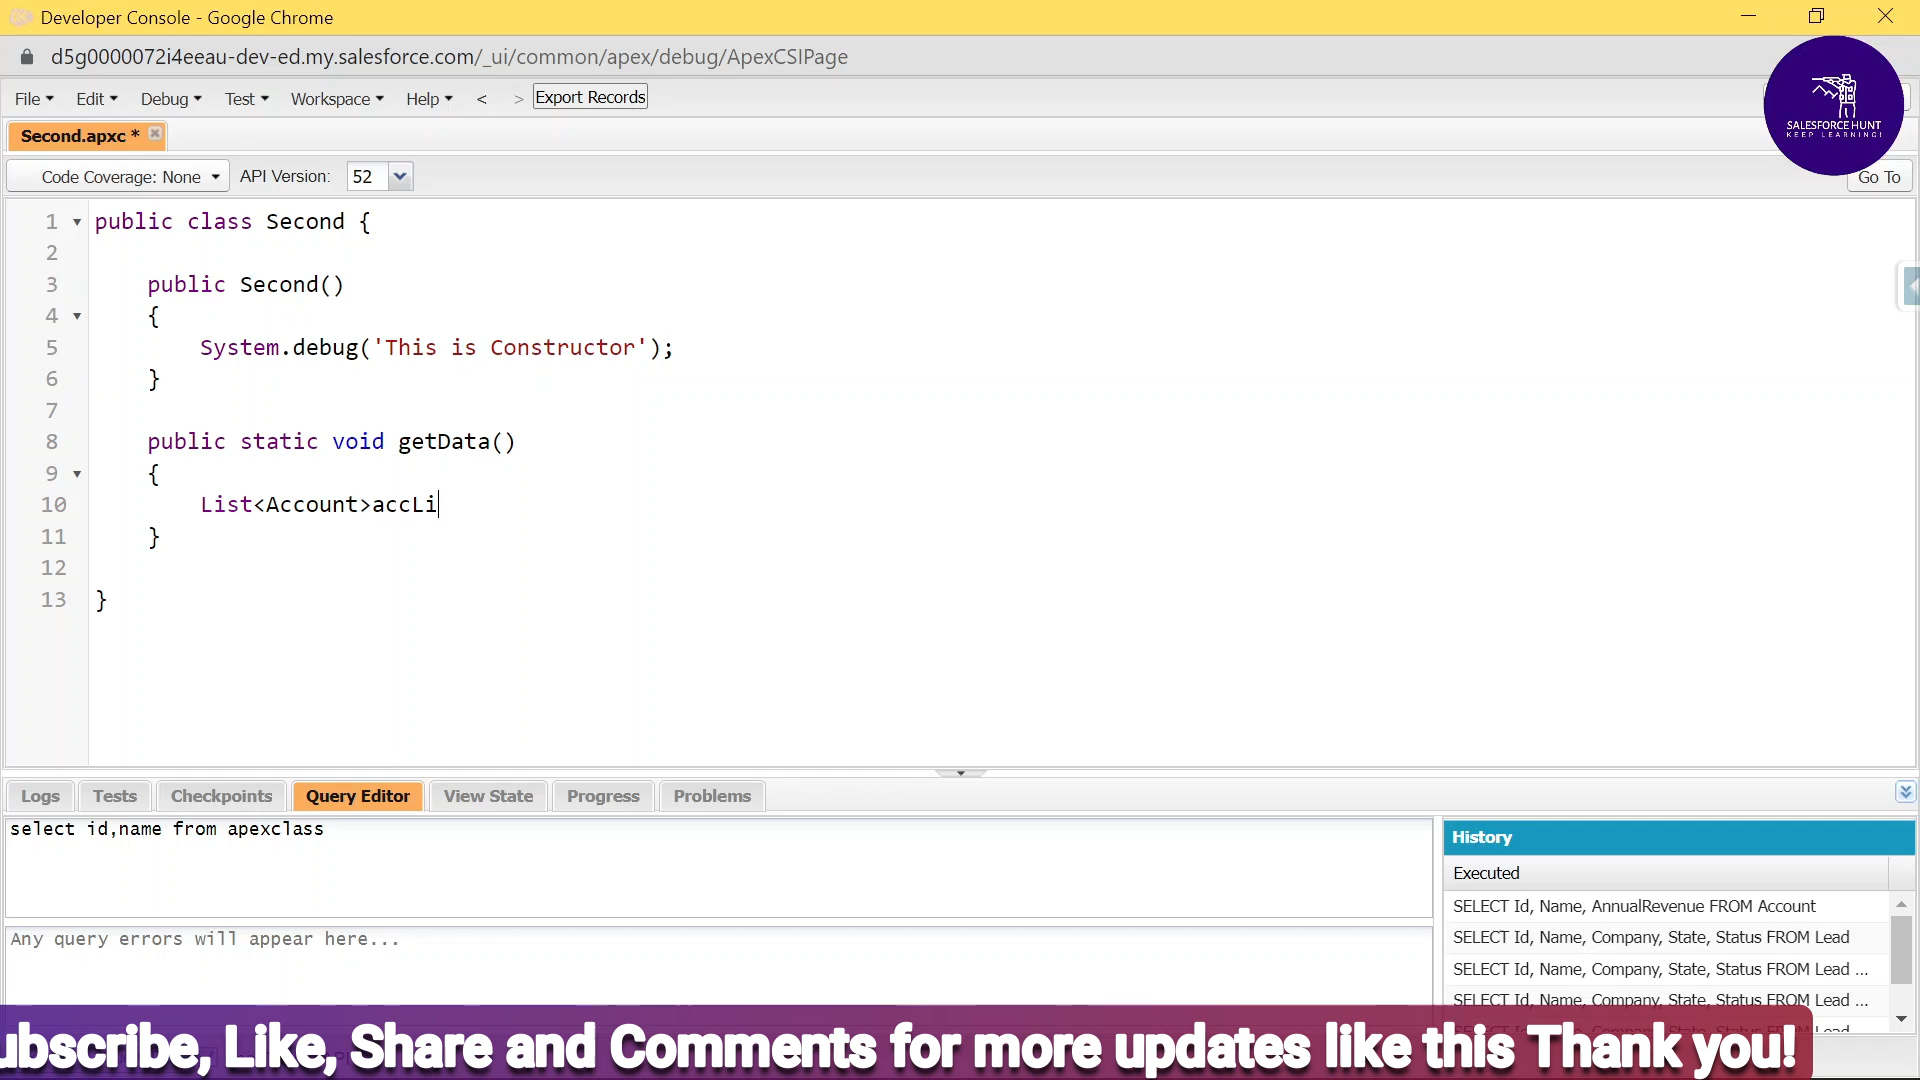 Developer Console - Google Chrome
d5g0000072i4eeau-dev-ed.my.salesforce.com/_ui/common/apex/debug/ApexCSIPage
File Edit Debug Test Workspace Help < > Export Records
SALESFORCE HUNT
KEEP LEARNING!
Second.apxc *
Code Coverage: None API Version: 52 Go To
1 public class Second {
2
3 public Second()
4 {
5 System.debug('This is Constructor');
6 }
7
8 public static void getData()
9 {
10 List<Account>accLi
11 }
12
13 }
Logs Tests Checkpoints Query Editor View State Progress Problems
select id,name from apexclass
Any query errors will appear here...
History
Executed
SELECT Id, Name, AnnualRevenue FROM Account
SELECT Id, Name, Company, State, Status FROM Lead
SELECT Id, Name, Company, State, Status FROM Lead ...
SELECT Id, Name, Company, State, Status FROM Lead ...
ubscribe, Like, Share and Comments for more updates like this Thank you!